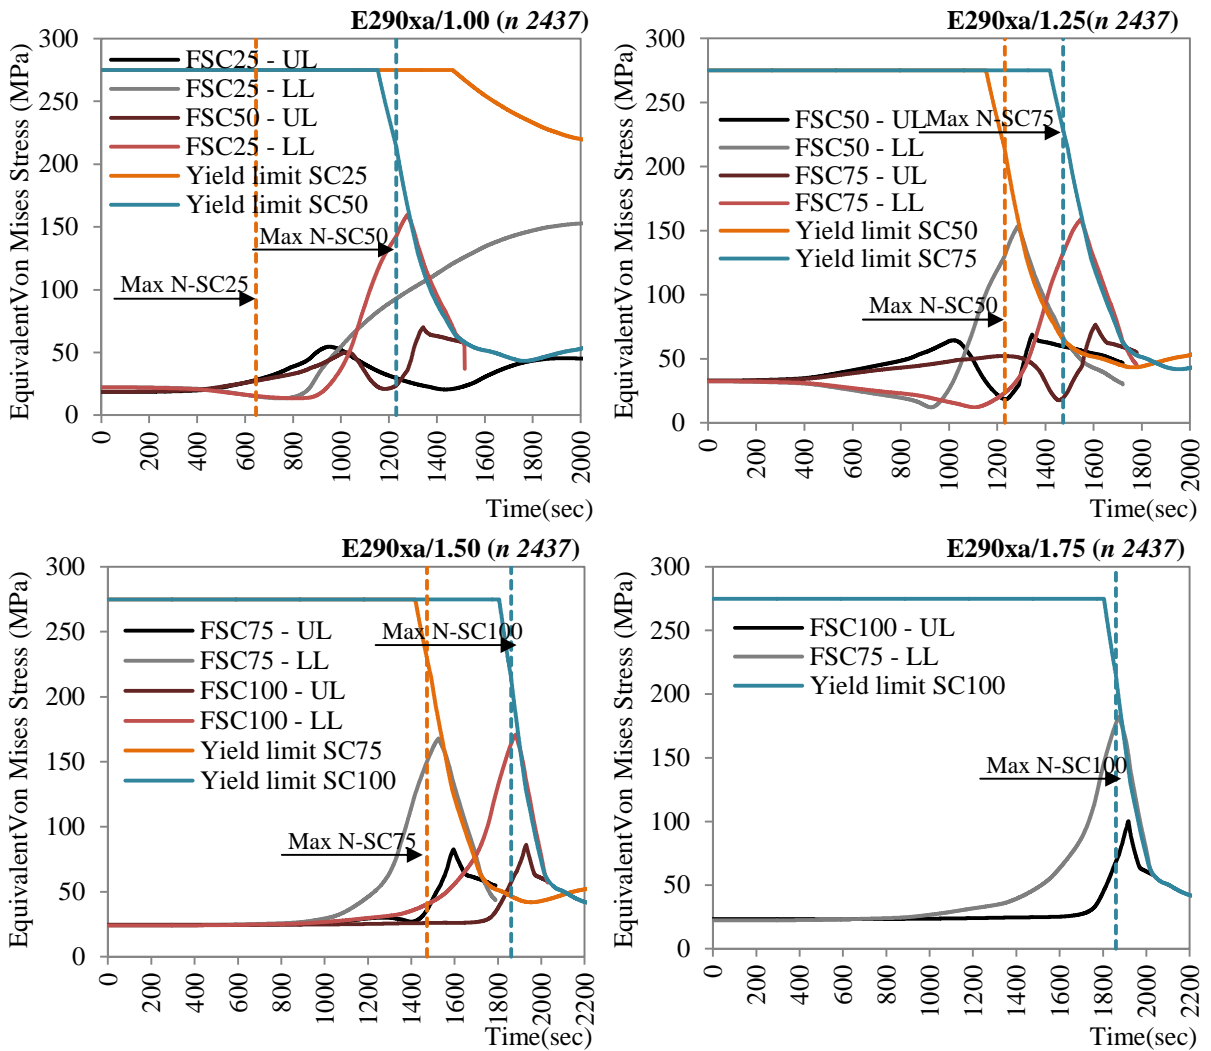 E290xa/1.00 (n 2437)
EquivalentVon Mises Stress (MPa)
300
250
200
150
100
50
0
FSC25 - UL
FSC25 - LL
FSC50 - UL
FSC25 - LL
Yield limit SC25
Yield limit SC50
Max N-SC50
Max N-SC25
0
200
400
600
800
1000
1200
1400
1600
1800
2000
Time(sec)
E290xa/1.25(n 2437)
EquivalentVon Mises Stress (MPa)
300
250
200
150
100
50
0
FSC50 - UL
FSC50 - LL
FSC75 - UL
FSC75 - LL
Yield limit SC50
Yield limit SC75
Max N-SC75
Max N-SC50
0
200
400
600
800
1000
1200
1400
1600
1800
2000
Time(sec)
E290xa/1.50 (n 2437)
EquivalentVon Mises Stress (MPa)
300
250
200
150
100
50
0
FSC75 - UL
FSC75 - LL
FSC100 - UL
FSC100 - LL
Yield limit SC75
Yield limit SC100
Max N-SC100
Max N-SC75
0
200
400
600
800
1000
1200
1400
1600
1800
2000
2200
Time(sec)
E290xa/1.75 (n 2437)
EquivalentVon Mises Stress (MPa)
300
250
200
150
100
50
0
FSC100 - UL
FSC75 - LL
Yield limit SC100
Max N-SC100
0
200
400
600
800
1000
1200
1400
1600
1800
2000
2200
Time(sec)